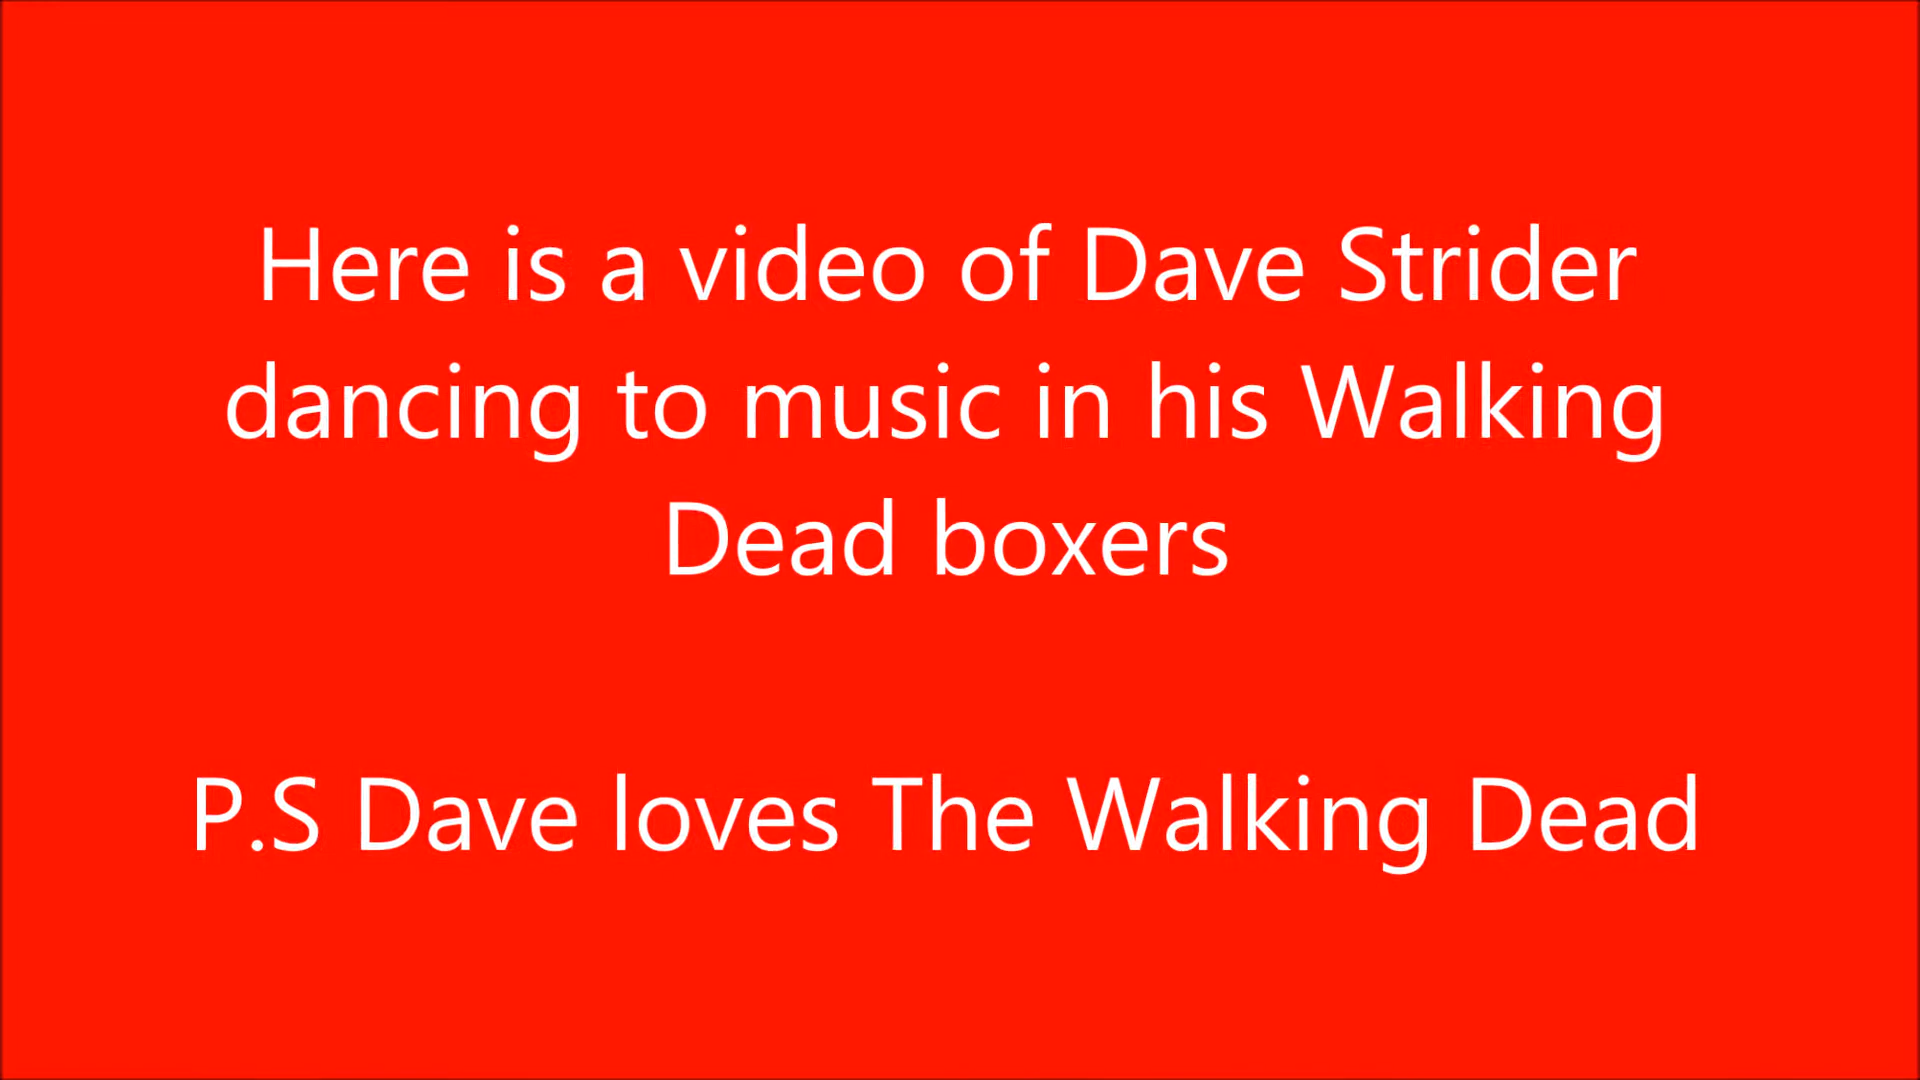 Here is a video of Dave Strider
dancing to music in his Walking
Dead boxers
P.S Dave loves The Walking Dead